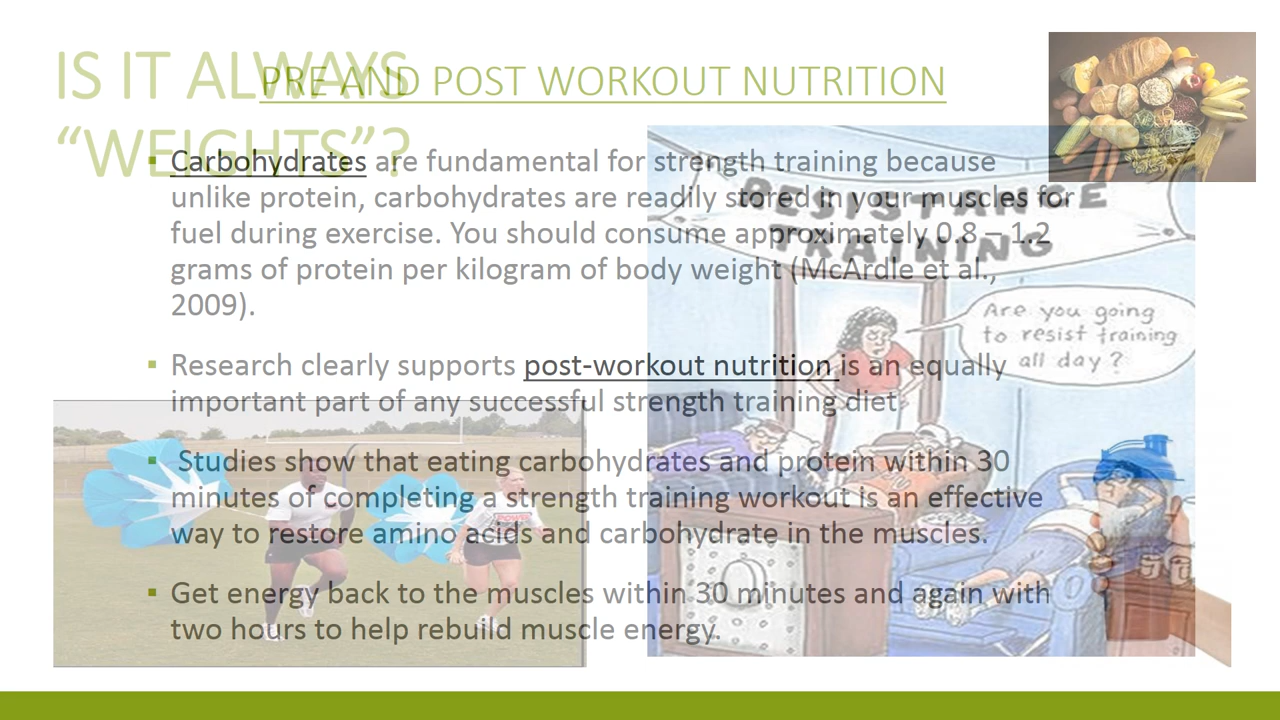 IS IT ALWAYS
“WEIGHTS”?
PRE AND POST WORKOUT NUTRITION
▪ Carbohydrates are fundamental for strength training because
unlike protein, carbohydrates are readily stored in your muscles for
fuel during exercise. You should consume approximately 0.8 – 1.2
grams of protein per kilogram of body weight (McArdle et al.,
2009).
▪ Research clearly supports post-workout nutrition is an equally
important part of any successful strength training diet.
▪ Studies show that eating carbohydrates and protein within 30
minutes of completing a strength training workout is an effective
way to restore amino acids and carbohydrate in the muscles.
▪ Get energy back to the muscles within 30 minutes and again with
two hours to help rebuild muscle energy.
RESISTANCE
TRAINING
Are you going
to resist training
all day?
POWER